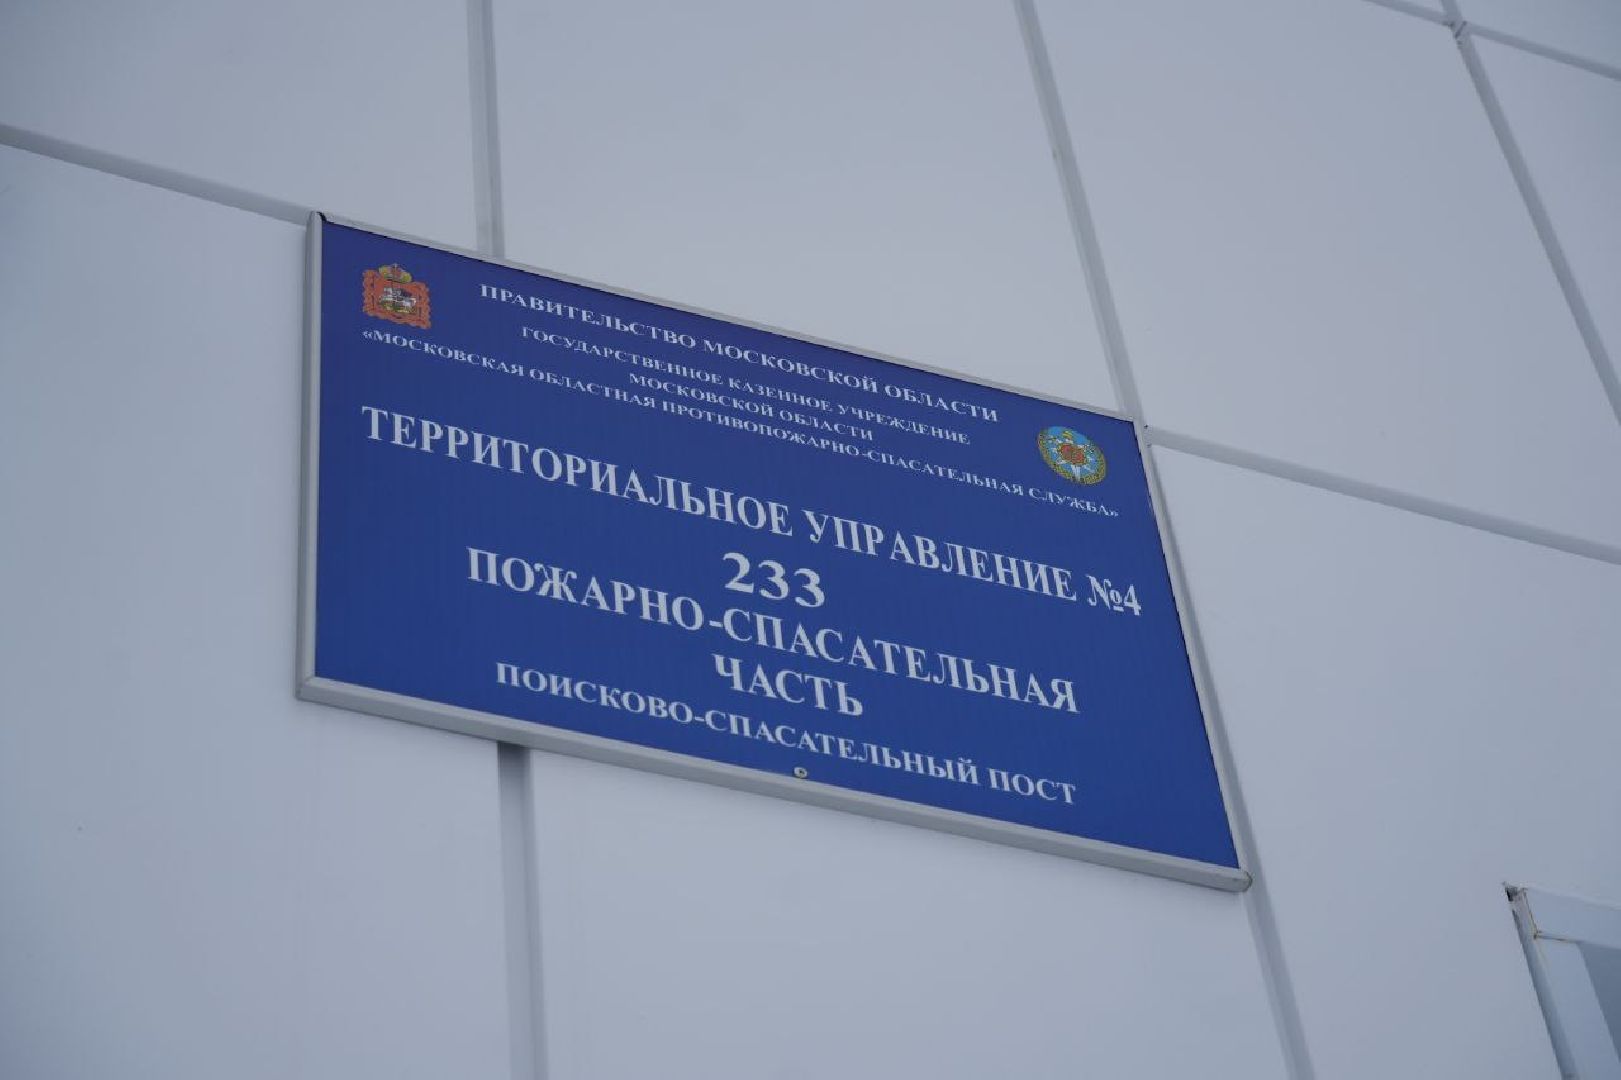 ПРАВИТЕЛЬСТВО МОСКОВСКОЙ ОБЛАСТИ
ГОСУДАРСТВЕННОЕ КАЗЕННОЕ УЧРЕЖДЕНИЕ
МОСКОВСКОЙ ОБЛАСТИ
«МОСКОВСКАЯ ОБЛАСТНАЯ ПРОТИВОПОЖАРНО-СПАСАТЕЛЬНАЯ СЛУЖБА»
ТЕРРИТОРИАЛЬНОЕ УПРАВЛЕНИЕ №4
233
ПОЖАРНО-СПАСАТЕЛЬНАЯ
ЧАСТЬ
ПОИСКОВО-СПАСАТЕЛЬНЫЙ ПОСТ